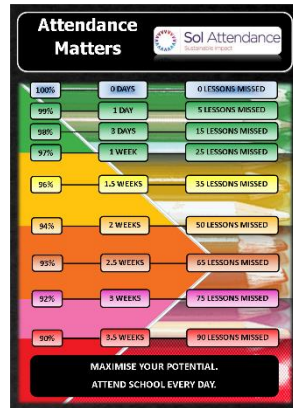 Attendance
Matters
Sol Attendance
Sustainable Impact
100% 0 DAYS 0 LESSONS MISSED
99% 1 DAY 5 LESSONS MISSED
98% 3 DAYS 15 LESSONS MISSED
97% 1 WEEK 25 LESSONS MISSED
96% 1.5 WEEKS 35 LESSONS MISSED
94% 2 WEEKS 50 LESSONS MISSED
93% 2.5 WEEKS 65 LESSONS MISSED
92% 3 WEEKS 75 LESSONS MISSED
90% 3.5 WEEKS 90 LESSONS MISSED
MAXIMISE YOUR POTENTIAL.
ATTEND SCHOOL EVERY DAY.